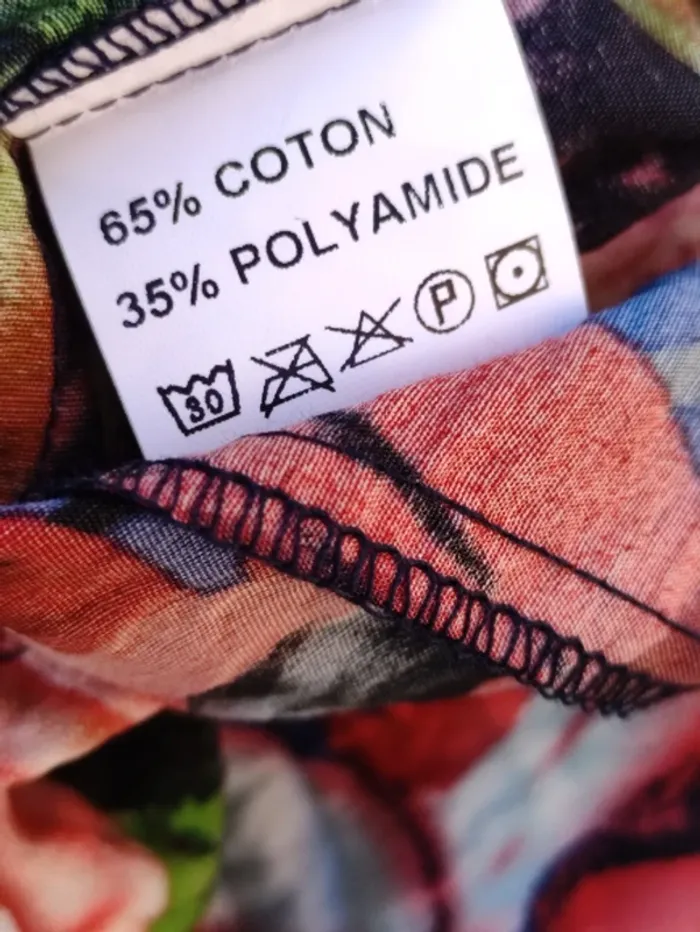 65% COTON
35% POLYAMIDE
30 P